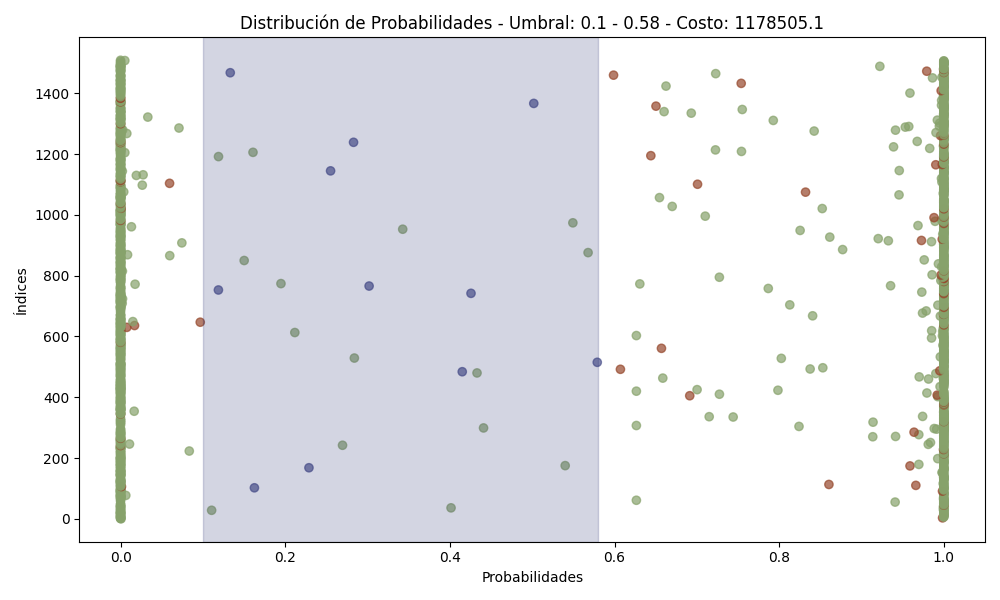 Distribución de Probabilidades - Umbral: 0.1 - 0.58 - Costo: 1178505.1
Índices
1400
1200
1000
800
600
400
200
0
0.0 0.2 0.4 0.6 0.8 1.0
Probabilidades